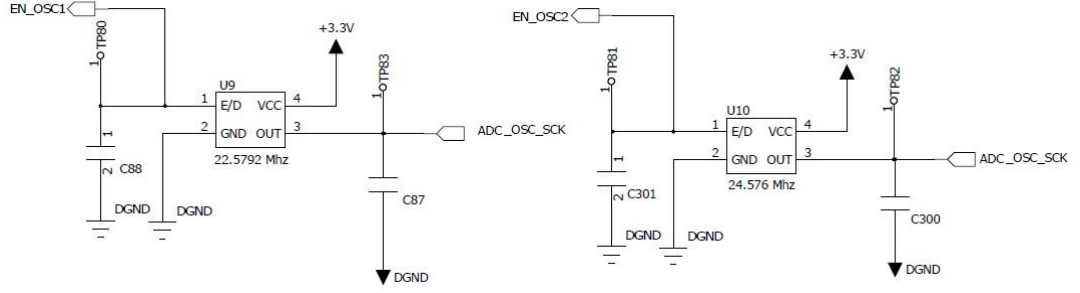 EN_OSC1
TP80
1
+3.3V
TP83
1
U9
1 E/D VCC 4
2 GND OUT 3
22.5792 Mhz
ADC_OSC_SCK
1
2
C88
C87
DGND
DGND
DGND
EN_OSC2
TP81
1
+3.3V
TP82
1
U10
1 E/D VCC 4
2 GND OUT 3
24.576 Mhz
ADC_OSC_SCK
1
2
C301
C300
DGND
DGND
DGND